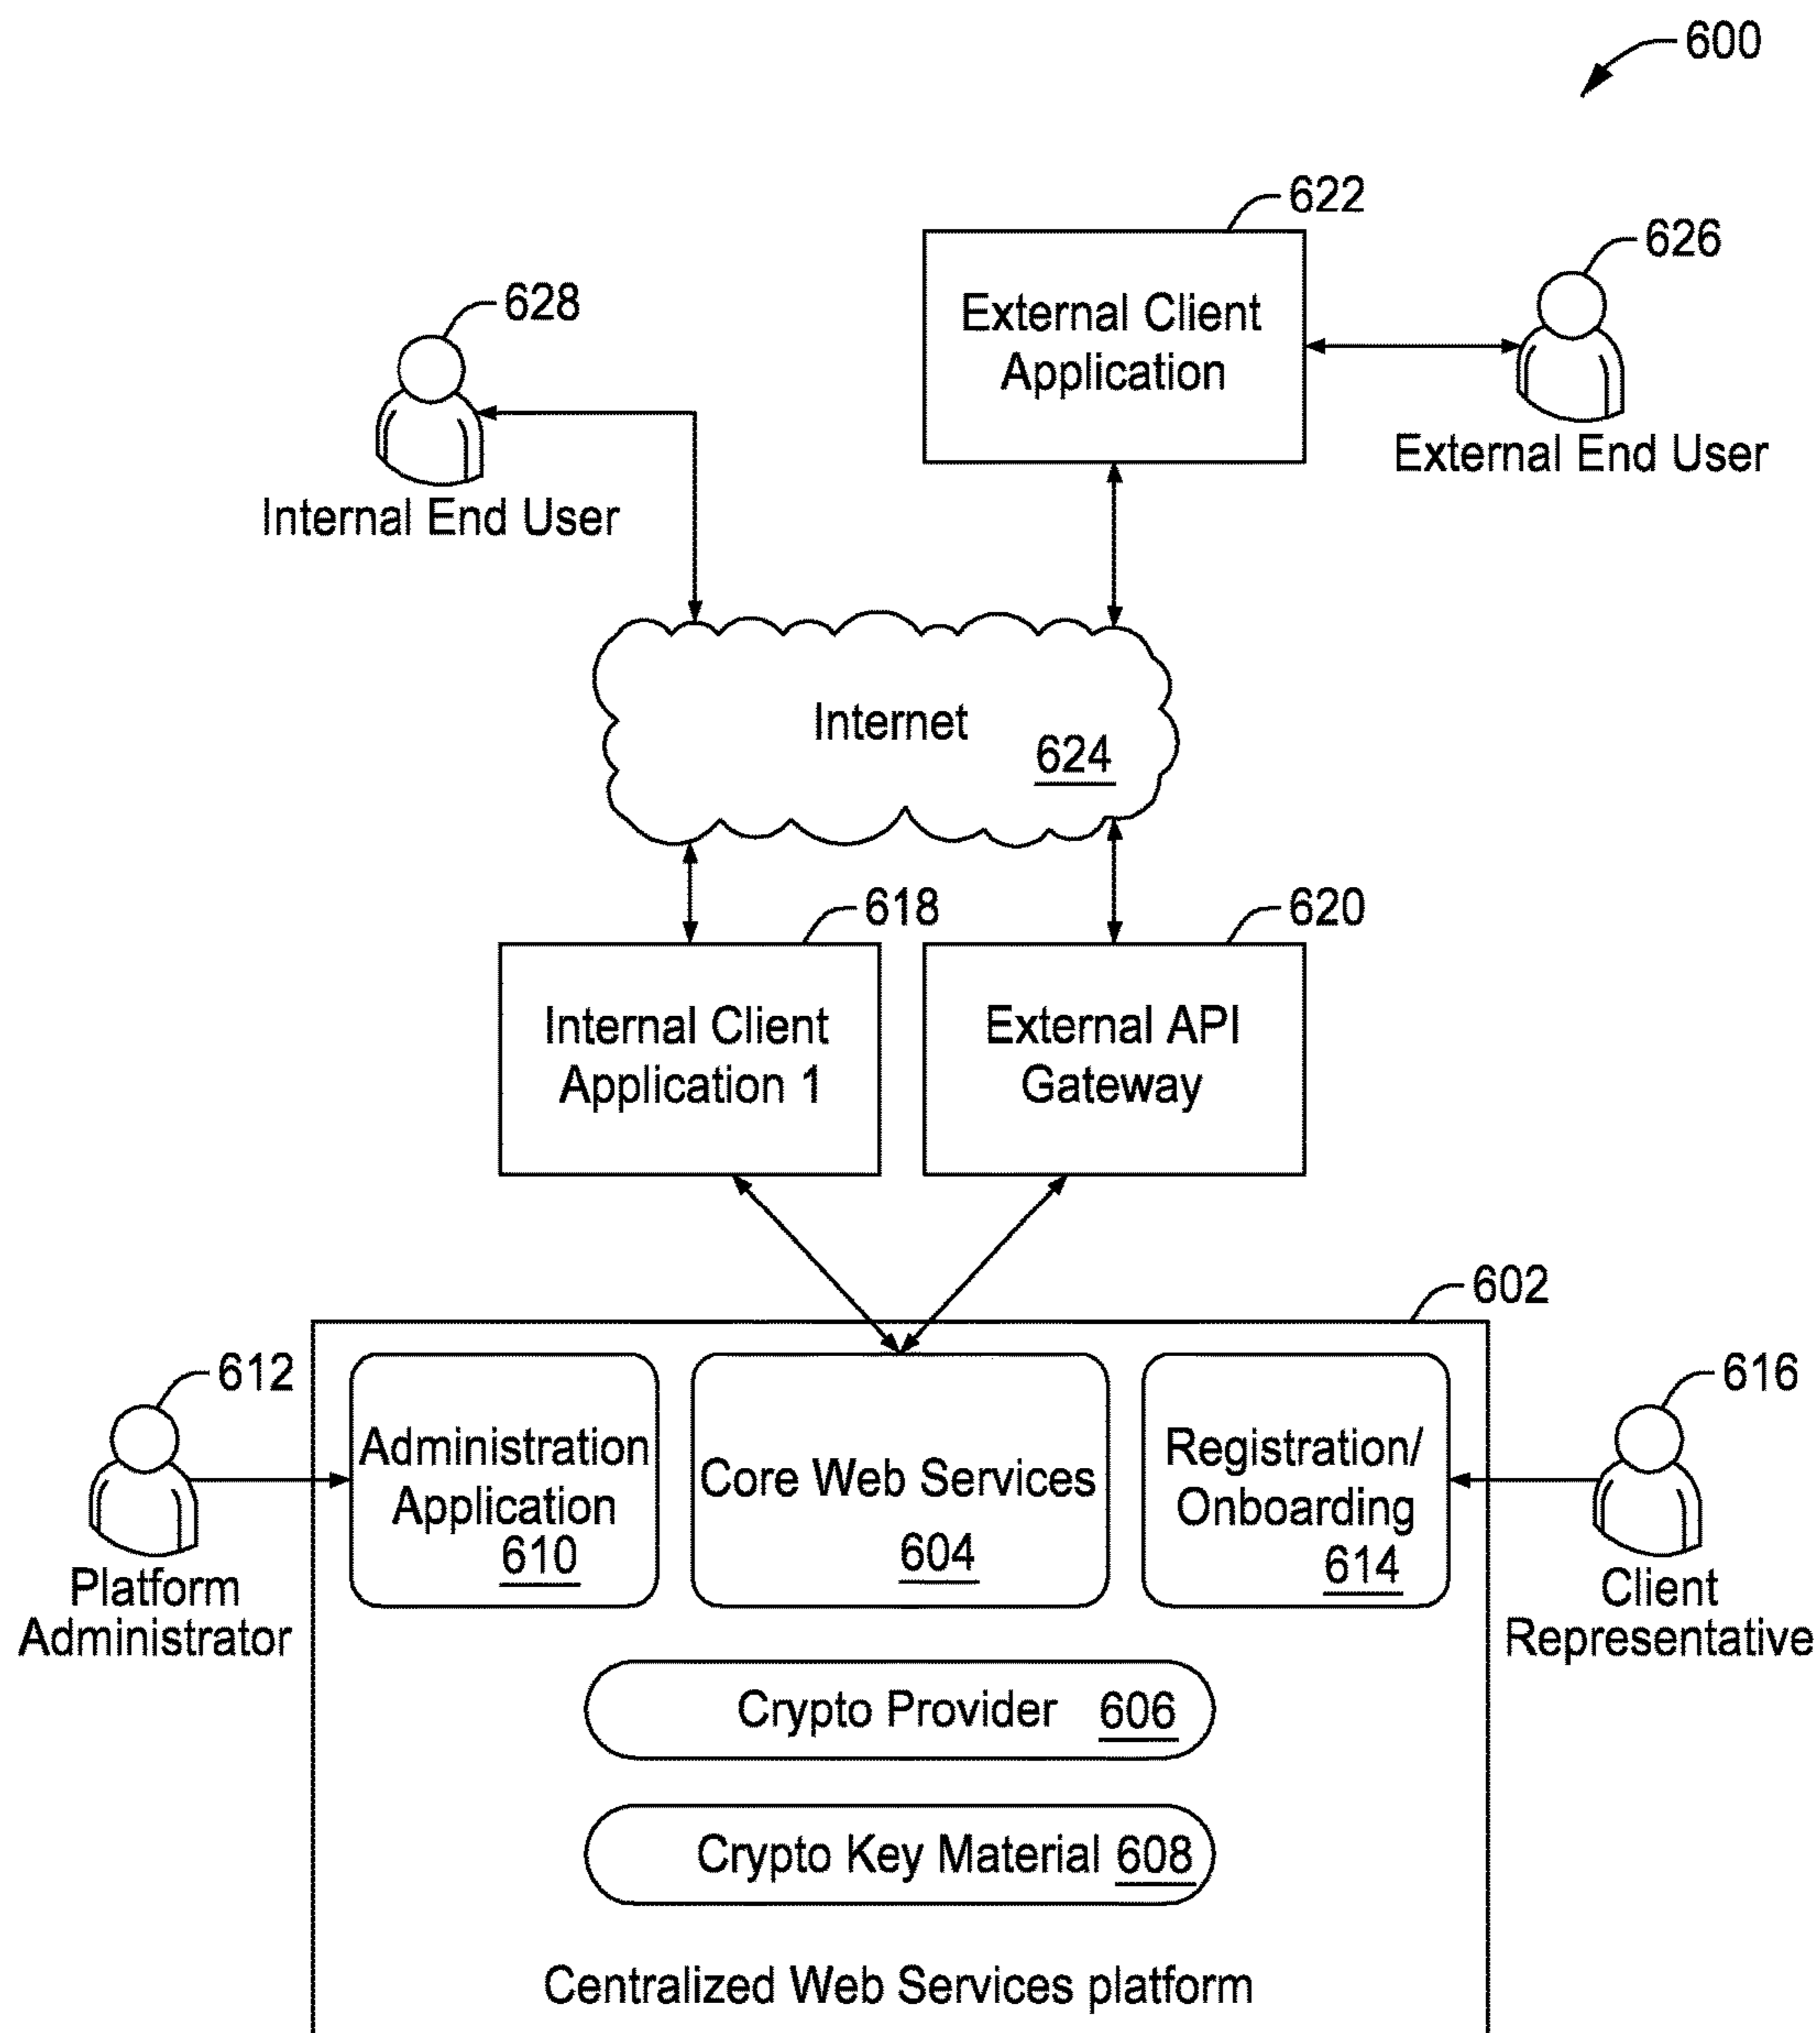 600
622
External Client
Application
626
External End User
628
Internal End User
Internet
624
618
Internal Client
Application 1
620
External API
Gateway
602
612
Platform
Administrator
Administration
Application
610
Core Web Services
604
Registration/
Onboarding
614
616
Client
Representative
Crypto Provider 606
Crypto Key Material 608
Centralized Web Services platform